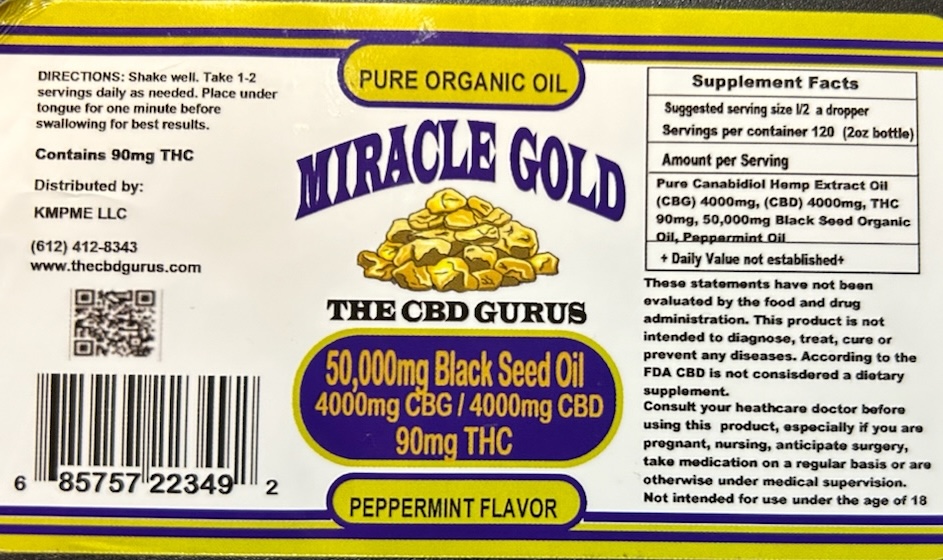 DIRECTIONS: Shake well. Take 1-2
servings daily as needed. Place under
tongue for one minute before
swallowing for best results.
Contains 90mg THC
Distributed by:
KMPME LLC
(612) 412-8343
www.thecbdgurus.com
6 85757 22349 2
PURE ORGANIC OIL
MIRACLE GOLD
THE CBD GURUS
50,000mg Black Seed Oil
4000mg CBG / 4000mg CBD
90mg THC
PEPPERMINT FLAVOR
Supplement Facts
Suggested serving size 1/2 a dropper
Servings per container 120 (2oz bottle)
Amount per Serving
Pure Canabidiol Hemp Extract Oil
(CBG) 4000mg, (CBD) 4000mg, THC
90mg, 50,000mg Black Seed Organic
Oil, Peppermint Oil
+ Daily Value not established+
These statements have not been
evaluated by the food and drug
administration. This product is not
intended to diagnose, treat, cure or
prevent any diseases. According to the
FDA CBD is not consisdered a dietary
supplement.
Consult your heathcare doctor before
using this product, especially if you are
pregnant, nursing, anticipate surgery,
take medication on a regular basis or are
otherwise under medical supervision.
Not intended for use under the age of 18